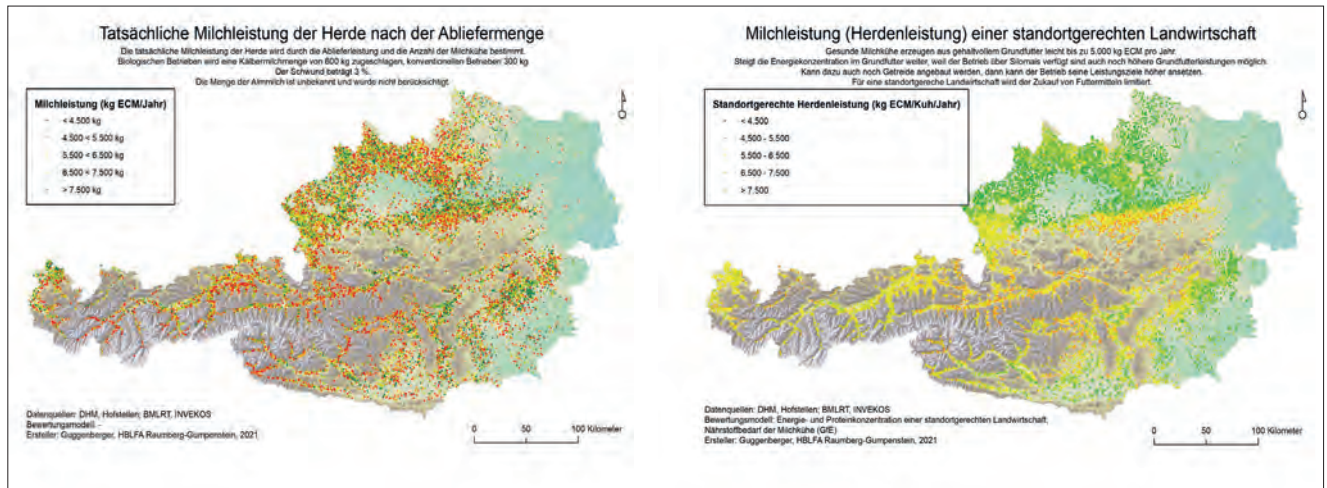 Tatsächliche Milchleistung der Herde nach der Abliefermenge
Die tatsächliche Milchleistung der Herde wird durch die Ablieferleistung und die Anzahl der Milchkühe bestimmt.
Biologischen Betrieben wird eine Kälbermilchmenge von 600 kg zugeschlagen, konventionellen Betrieben 300 kg
Der Schwund beträgt 3 %.
Die Menge der Almmilch ist unbekannt und wurde nicht berücksichtigt.
Milchleistung (kg ECM/Jahr)
< 4.500 kg
4.500 < 5.500 kg
5.500 < 6.500 kg
6.500 < 7.500 kg
> 7.500 kg
Datenquellen: DHM, Hofstellen; BMLRT, INVEKOS
Bewertungsmodell: -
Ersteller: Guggenberger, HBLFA Raumberg-Gumpenstein, 2021
0 50 100 Kilometer
Milchleistung (Herdenleistung) einer standortgerechten Landwirtschaft
Gesunde Milchkühe erzeugen aus gehaltvollem Grundfutter leicht bis zu 5.000 kg ECM pro Jahr.
Steigt die Energiekonzentration im Grundfutter weiter, weil der Betrieb über Silomais verfügt sind auch noch höhere Grundfutterleistungen möglich.
Kann dazu auch noch Getreide angebaut werden, dann kann der Betrieb seine Leistungsziele höher ansetzen.
Für eine standortgereche Landwirtschaft wird der Zukauf von Futtermitteln limitiert.
Standortgerechte Herdenleistung (kg ECM/Kuh/Jahr)
< 4.500
4.500 - 5.500
5.500 - 6.500
6.500 - 7.500
> 7.500
Datenquellen: DHM, Hofstellen; BMLRT, INVEKOS
Bewertungsmodell: Energie- und Proteinkonzentration einer standortgerechten Landwirtschaft,
Nährstoffbedarf der Milchkühe (GfE)
Ersteller: Guggenberger, HBLFA Raumberg-Gumpenstein, 2021
0 50 100 Kilometer